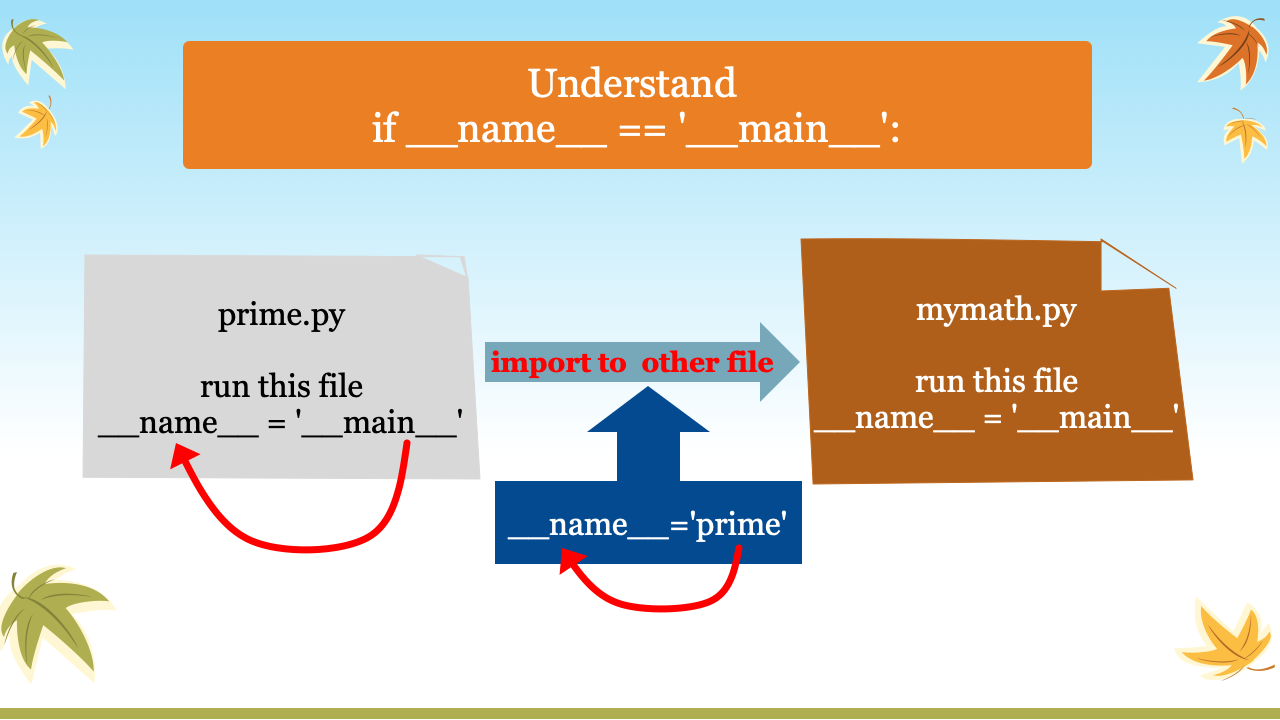 Understand
if __name__ == '__main__':
prime.py
run this file
__name__ = '__main__'
import to  other file
__name__='prime'
mymath.py
run this file
__name__ = '__main__'